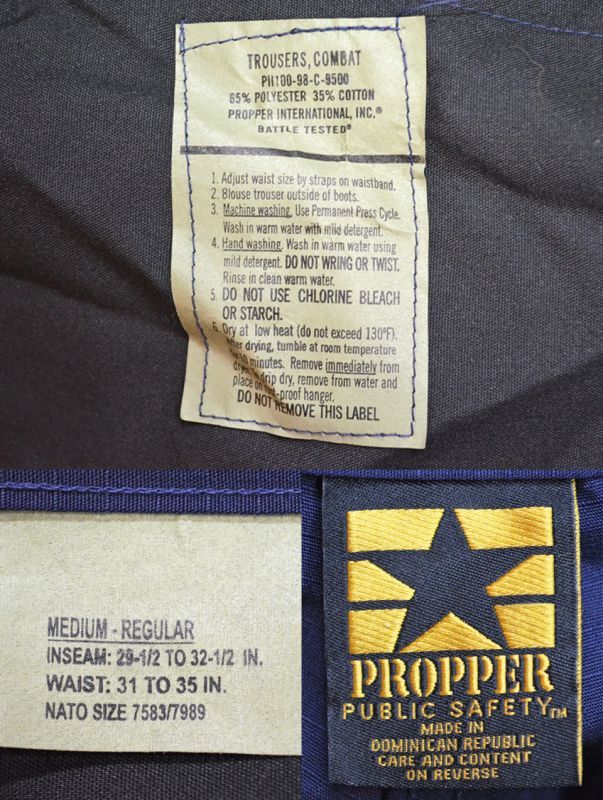 TROUSERS, COMBAT
PII100-98-C-9500
65% POLYESTER 35% COTTON
PROPPER INTERNATIONAL, INC.®
BATTLE TESTED®
1. Adjust waist size by straps on waistband.
2. Blouse trouser outside of boots.
3. Machine washing. Use Permanent Press Cycle.
Wash in warm water with mild detergent.
4. Hand washing. Wash in warm water using
mild detergent. DO NOT WRING OR TWIST.
Rinse in clean warm water.
5. DO NOT USE CHLORINE BLEACH
OR STARCH.
6. Dry at low heat (do not exceed 130°F).
After drying, tumble at room temperature
for 10 minutes. Remove immediately from
drip dry, remove from water and
place on -proof hanger.
DO NOT REMOVE THIS LABEL
MEDIUM - REGULAR
INSEAM: 29-1/2 TO 32-1/2 IN.
WAIST: 31 TO 35 IN.
NATO SIZE 7583/7989
PROPPER
PUBLIC SAFETY™
MADE IN
DOMINICAN REPUBLIC
CARE AND CONTENT
ON REVERSE